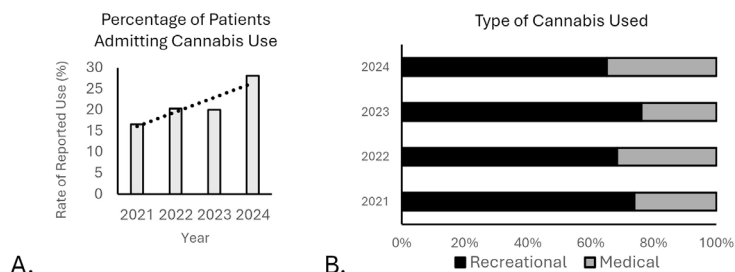 Percentage of Patients
Admitting Cannabis Use
Rate of Reported Use (%)
30
25
20
15
10
5
0
2021 2022 2023 2024
Year
A.
Type of Cannabis Used
2024
2023
2022
2021
0% 20% 40% 60% 80% 100%
Recreational Medical
B.